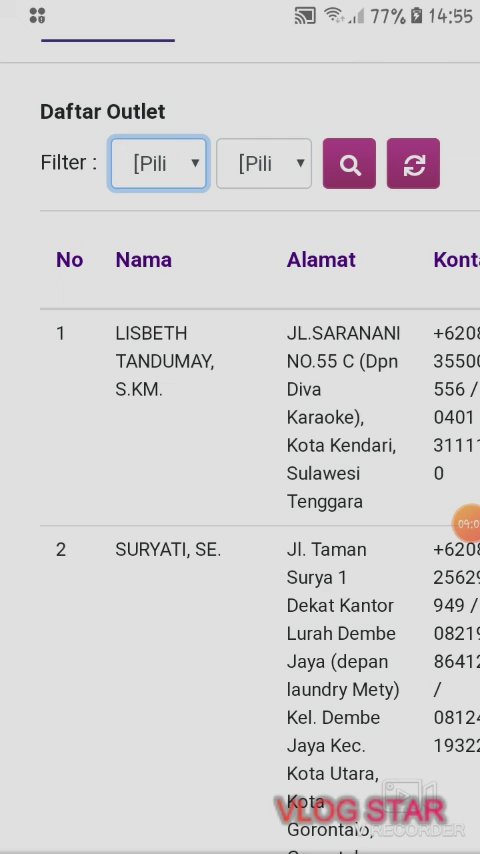 77% 14:55
Daftar Outlet
Filter : [Pili [Pili
No Nama Alamat Konta
1 LISBETH JL.SARANANI +6208
TANDUMAY, NO.55 C (Dpn 35500
S.KM. Diva 556 /
Karaoke), 0401
Kota Kendari, 31111
Sulawesi 0
Tenggara
09:0
2 SURYATI, SE. Jl. Taman +6208
Surya 1 25629
Dekat Kantor 949 /
Lurah Dembe 08219
Jaya (depan 86412
laundry Mety) /
Kel. Dembe 08124
Jaya Kec. 19322
Kota Utara,
Kota
VLOG STAR
RECORDER
Gorontalo,